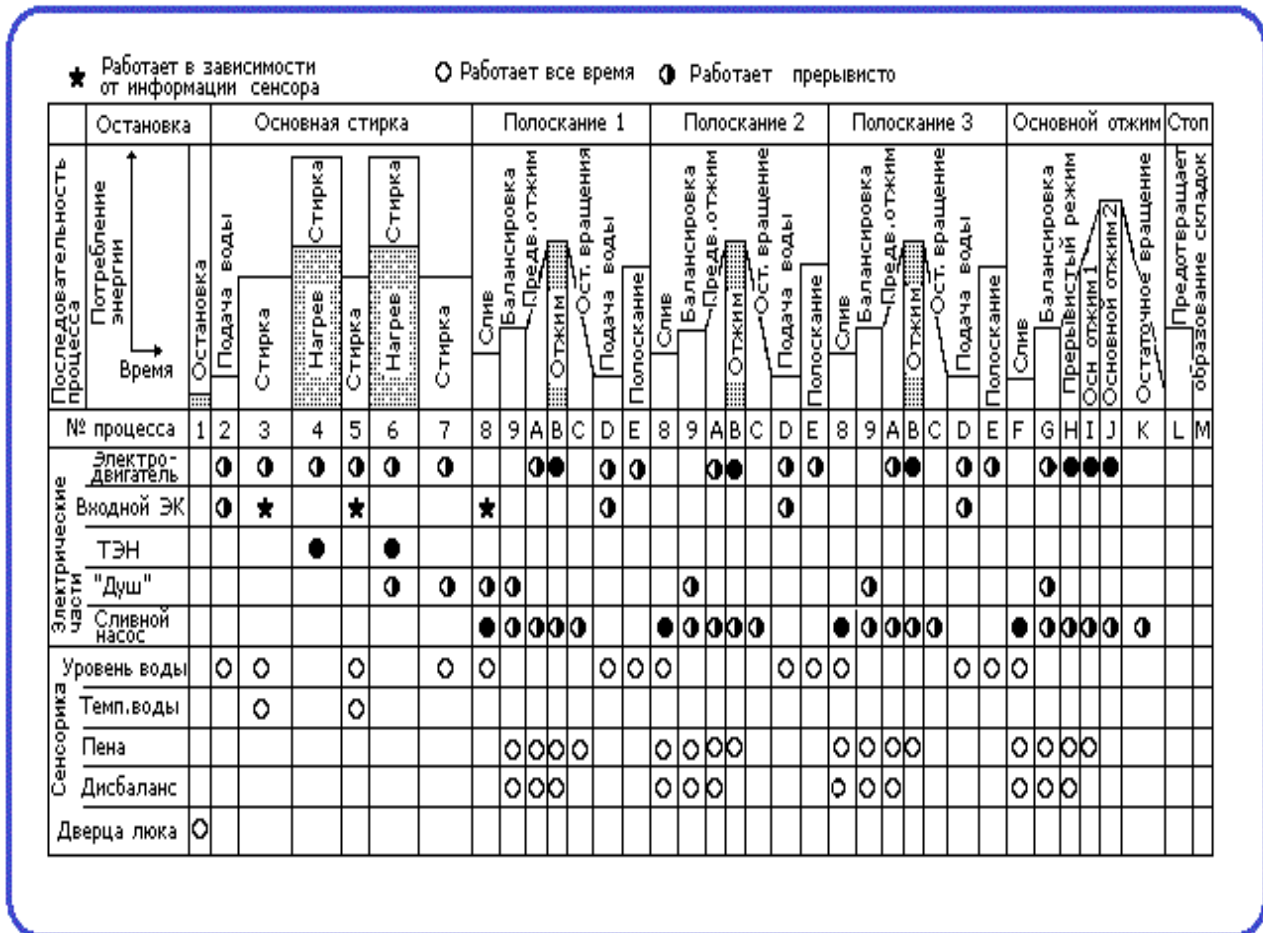 ★ Работает в зависимости
от информации сенсора
Работает все время
Работает прерывисто
Остановка
Основная стирка
Полоскание 1
Полоскание 2
Полоскание 3
Основной отжим
Стоп
Последовательность
процесса
Потребление
энергии
Время
Остановка
Подача воды
Стирка
Нагрев
Стирка
Стирка
Нагрев
Стирка
Стирка
Слив
Балансировка
Предв.отжим
Отжим
Ост. вращения
Подача воды
Полоскание
Слив
Балансировка
Предв.отжим
Отжим
Ост. вращение
Подача воды
Полоскание
Слив
Балансировка
Предв.отжим
Отжим
Ост. вращение
Подача воды
Полоскание
Слив
Балансировка
Прерывистый режим
Осн отжим 1
Основной отжим 2
Остаточное вращение
Предотвращает
образование складок
№ процесса 1 2 3 4 5 6 7 8 9 A B C D E 8 9 A B C D E 8 9 A B C D E F G H I J K L M
Электрические
части
Электро-
двигатель
Входной ЭК
ТЭН
"Душ"
Сливной
насос
Сенсорика
Уровень воды
Темп.воды
Пена
Дисбаланс
Дверца люка